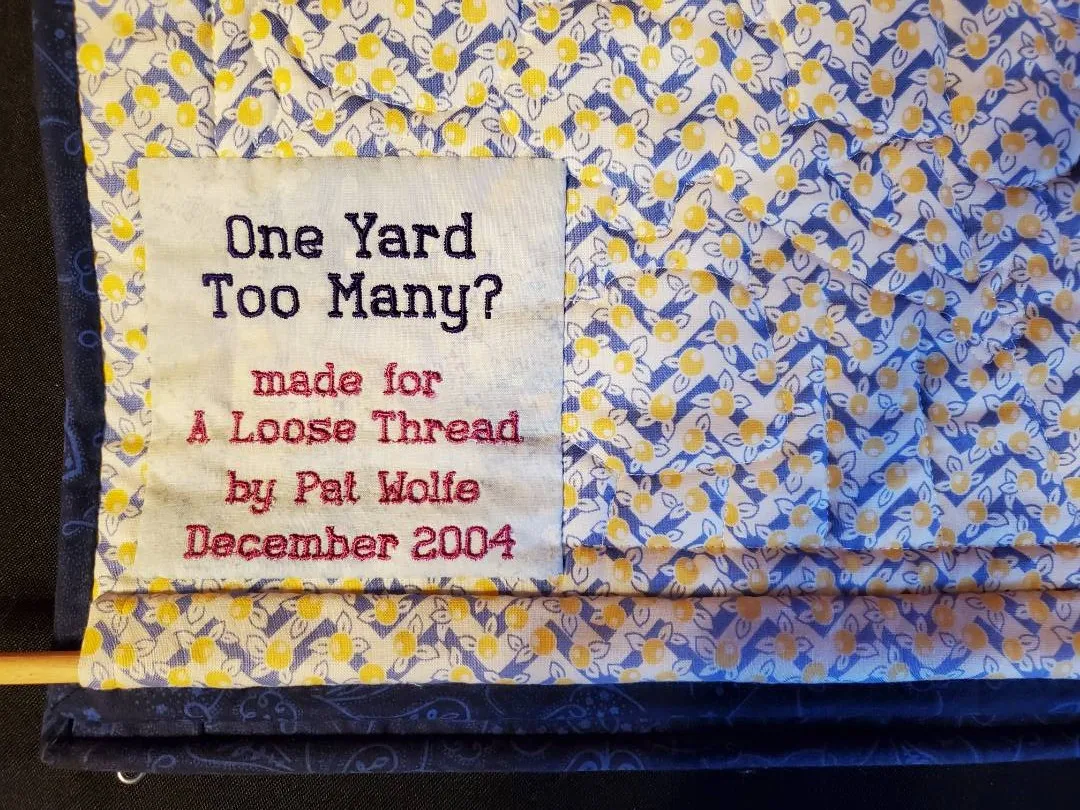 One Yard
Too Many?
made for
A Loose Thread
by Pat Wolfe
December 2004